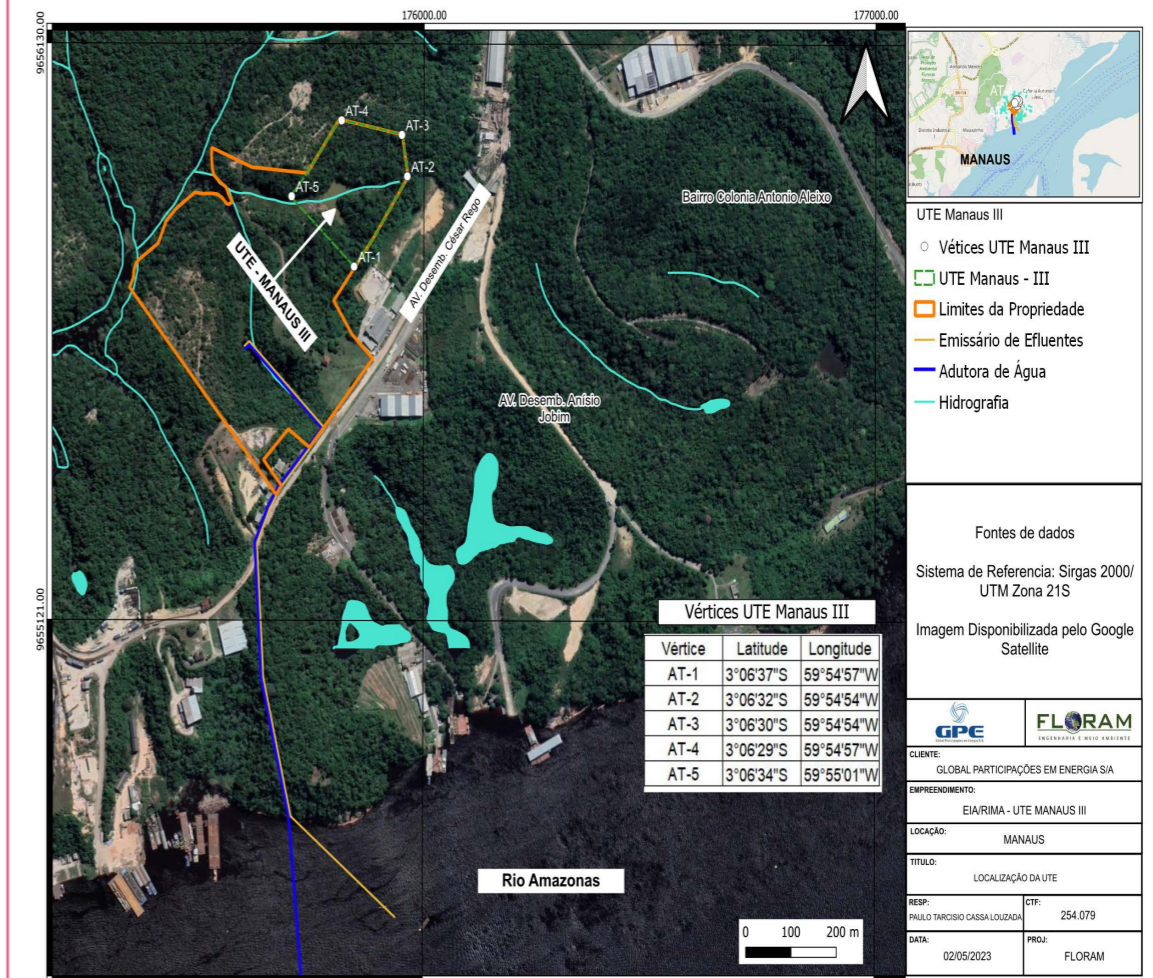 176000.00
177000.00
9656130.00
9655121.00
AT-4
AT-3
AT-2
AT-5
AT-1
UTE - MANAUS III
AV. Desemb. César Rego
Bairro Colonia Antonio Aleixo
AV. Desemb. Anísio
Jobim
Rio Amazonas
Vértices UTE Manaus III
Vértice Latitude Longitude
AT-1 3°06'37"S 59°54'57"W
AT-2 3°06'32"S 59°54'54"W
AT-3 3°06'30"S 59°54'54"W
AT-4 3°06'29"S 59°54'57"W
AT-5 3°06'34"S 59°55'01"W
0 100 200 m
AT
MANAUS
UTE Manaus III
Vétices UTE Manaus III
UTE Manaus - III
Limites da Propriedade
Emissário de Efluentes
Adutora de Água
Hidrografia
Fontes de dados
Sistema de Referencia: Sirgas 2000/
UTM Zona 21S
Imagem Disponibilizada pelo Google
Satellite
GPE
FLORAM
ENGENHARIA E MEIO AMBIENTE
CLIENTE:
GLOBAL PARTICIPAÇÕES EM ENERGIA S/A
EMPREENDIMENTO:
EIA/RIMA - UTE MANAUS III
LOCAÇÃO:
MANAUS
TITULO:
LOCALIZAÇÃO DA UTE
RESP:
PAULO TARCISIO CASSA LOUZADA
CTF:
254.079
DATA:
02/05/2023
PROJ:
FLORAM